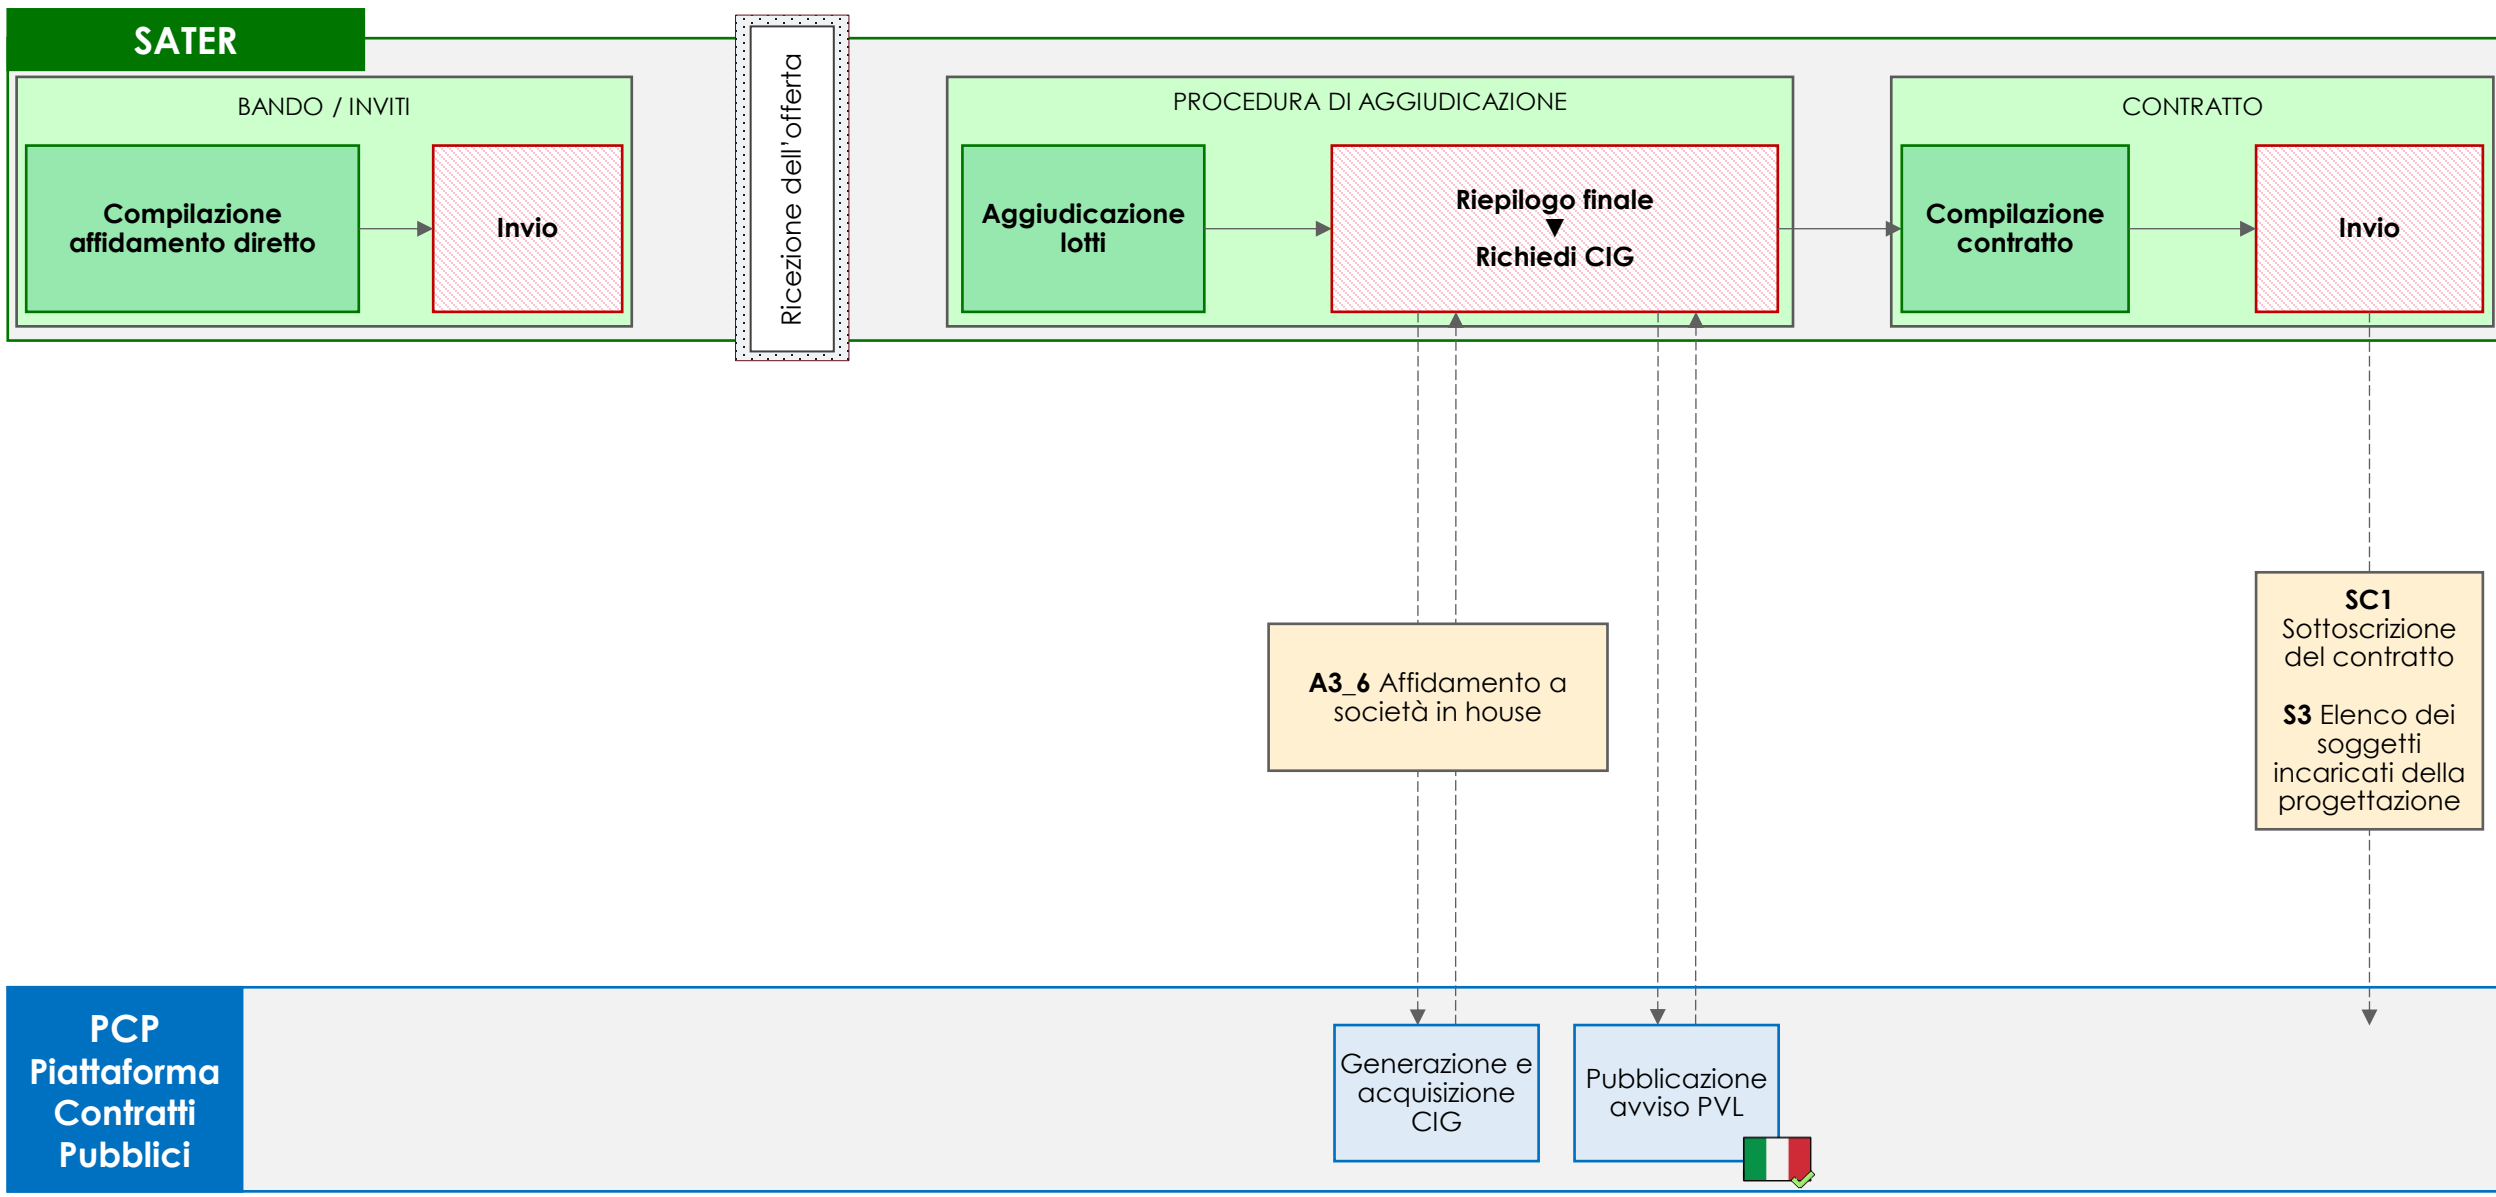 SATER
BANDO / INVITI
Compilazione
affidamento diretto
Invio
Ricezione dell'offerta
PROCEDURA DI AGGIUDICAZIONE
Aggiudicazione
lotti
Riepilogo finale
▼
Richiedi CIG
CONTRATTO
Compilazione
contratto
Invio
A3_6 Affidamento a
società in house
SC1
Sottoscrizione
del contratto
S3 Elenco dei
soggetti
incaricati della
progettazione
PCP
Piattaforma
Contratti
Pubblici
Generazione e
acquisizione
CIG
Pubblicazione
avviso PVL